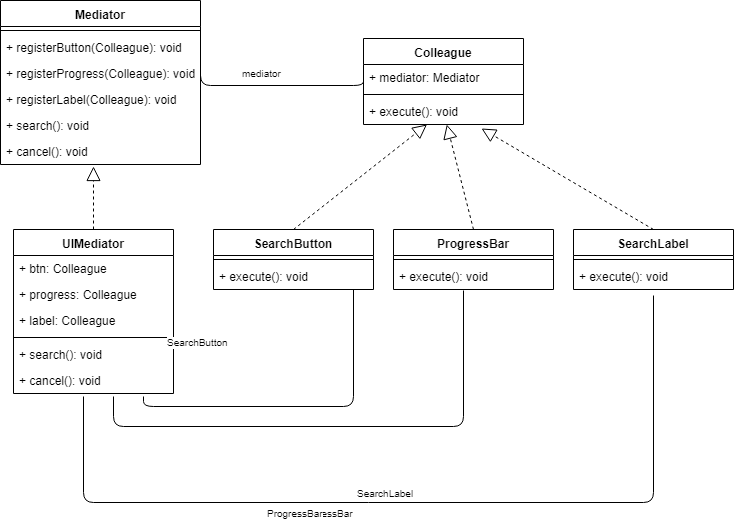 Mediator
+ registerButton(Colleague): void
+ registerProgress(Colleague): void
+ registerLabel(Colleague): void
+ search(): void
+ cancel(): void
mediator
Colleague
+ mediator: Mediator
+ execute(): void
UIMediator
+ btn: Colleague
+ progress: Colleague
+ label: Colleague
+ search(): void
+ cancel(): void
SearchButton
+ execute(): void
ProgressBar
+ execute(): void
SearchLabel
+ execute(): void
SearchButton
SearchLabel
ProgressBar